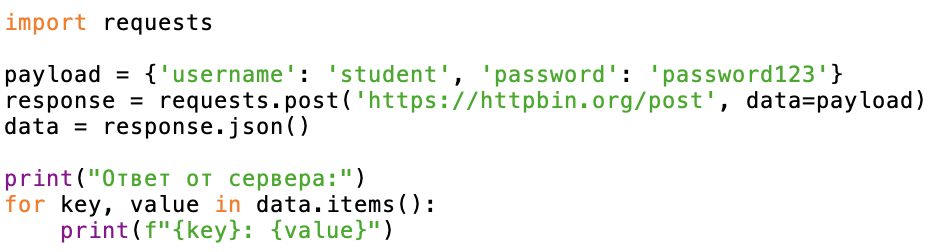 import requests

payload = {'username': 'student', 'password': 'password123'}
response = requests.post('https://httpbin.org/post', data=payload)
data = response.json()

print("Ответ от сервера:")
for key, value in data.items():
    print(f"{key}: {value}")